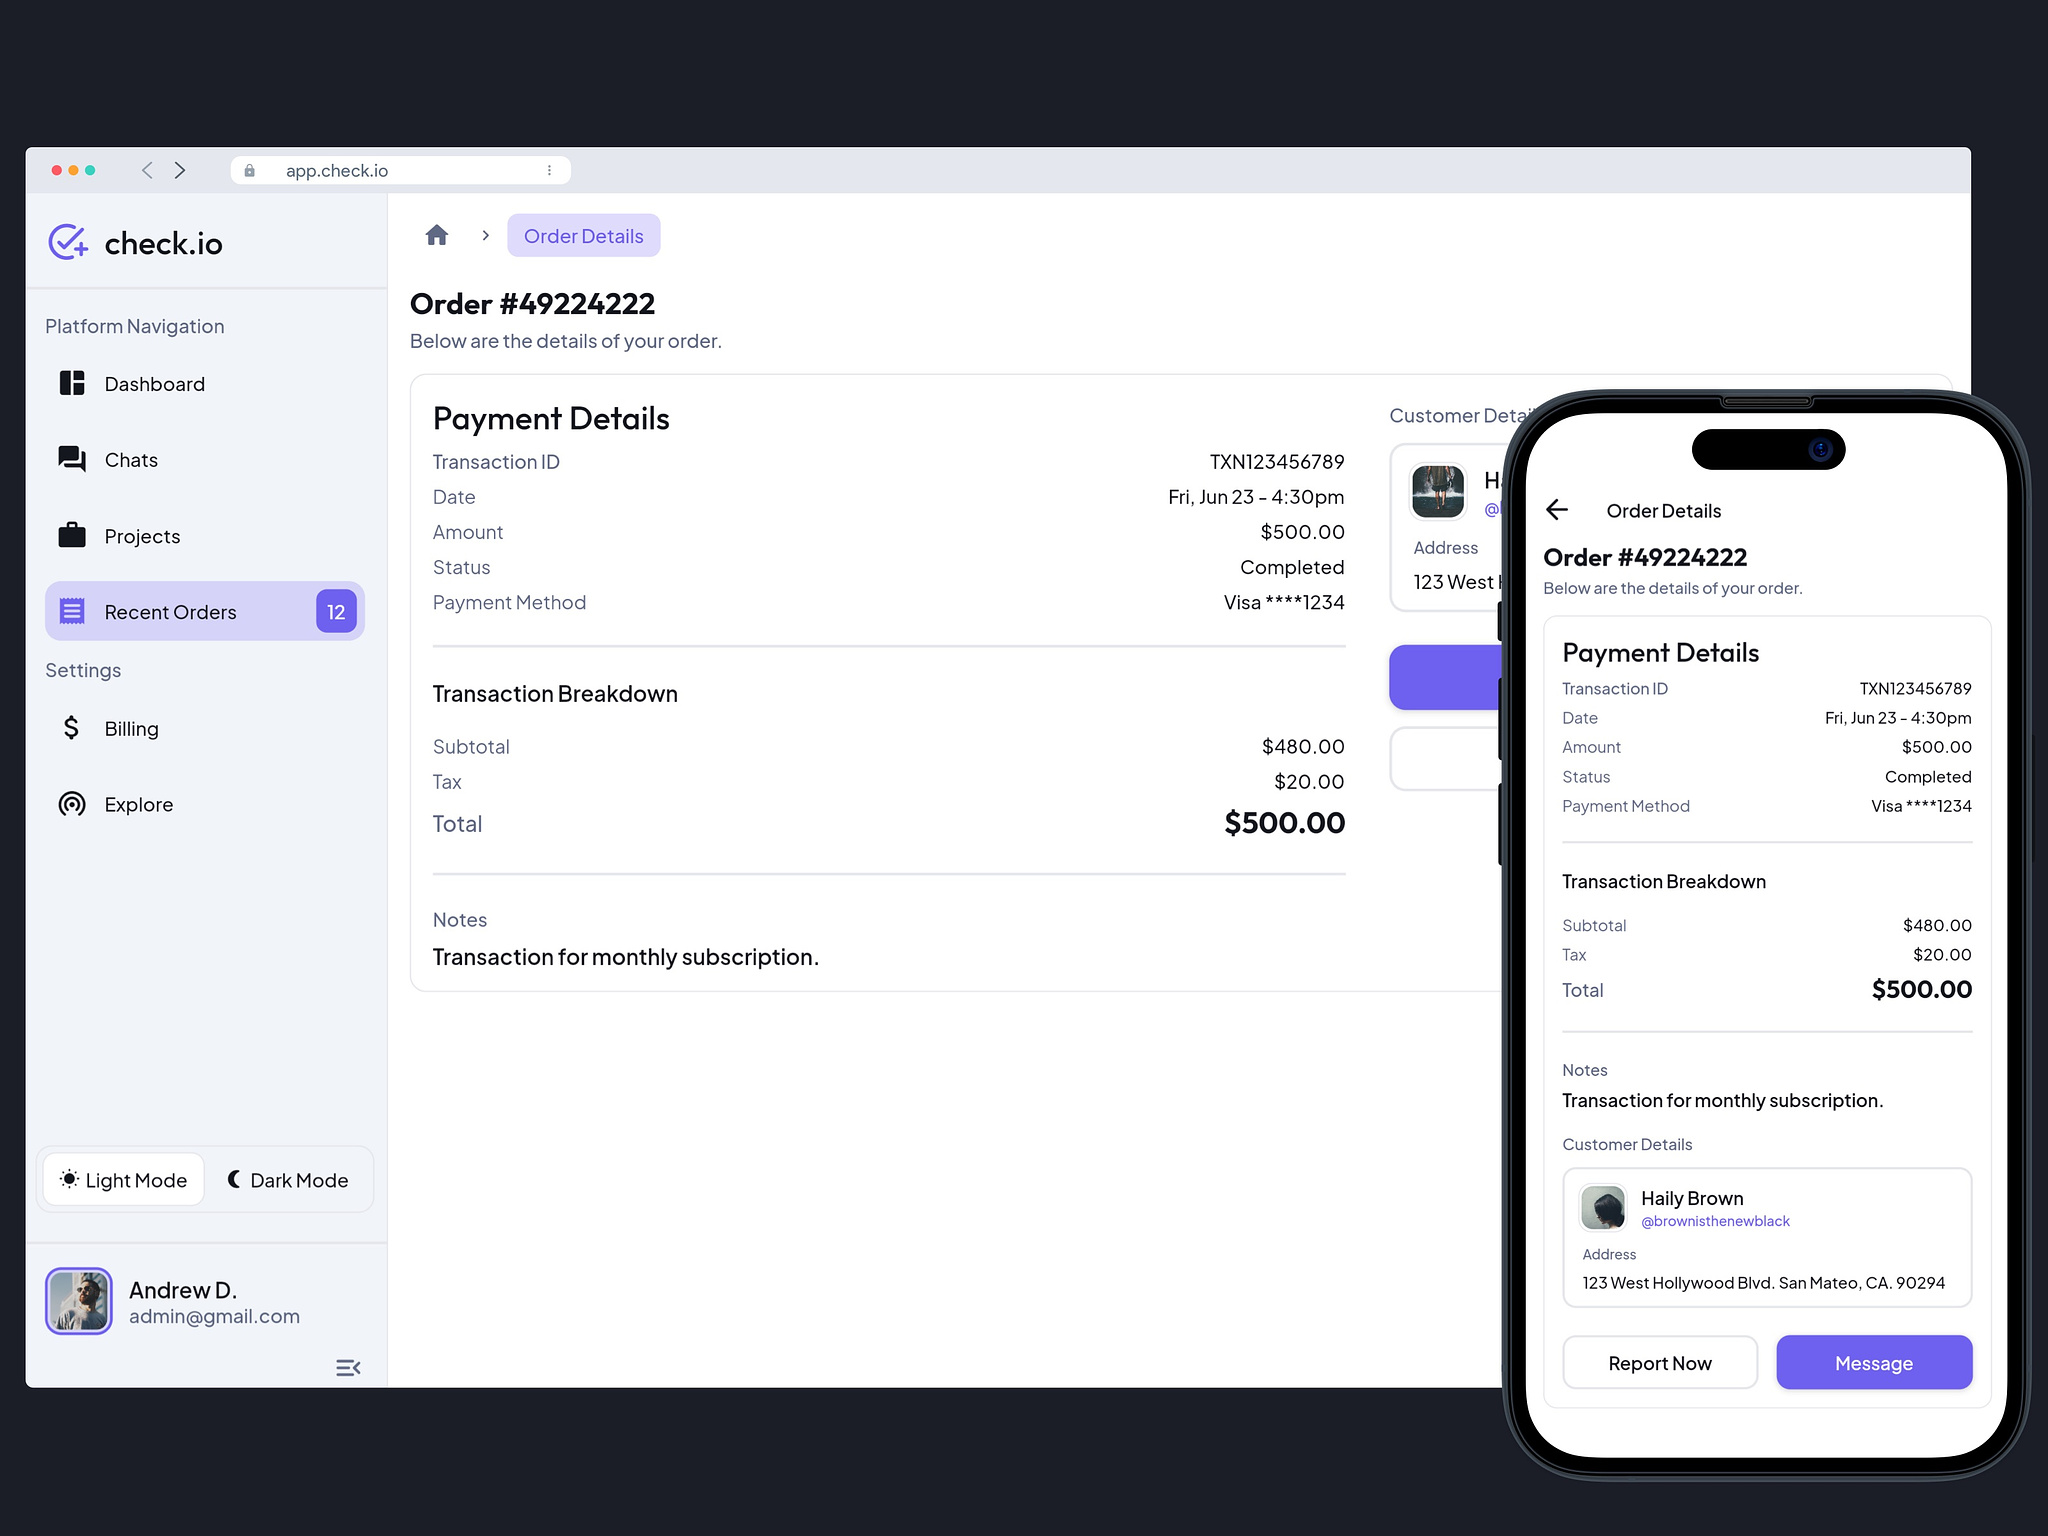 app.check.io
check.io
Platform Navigation
Dashboard
Chats
Projects
Recent Orders 12
Settings
Billing
Explore
Light Mode Dark Mode
Andrew D.
admin@gmail.com
Order Details
Order #49224222
Below are the details of your order.
Payment Details
Transaction ID TXN123456789
Date Fri, Jun 23 - 4:30pm
Amount $500.00
Status Completed
Payment Method Visa ****1234
Transaction Breakdown
Subtotal $480.00
Tax $20.00
Total $500.00
Notes
Transaction for monthly subscription.
Customer
Address
123 West
Order Details
Order #49224222
Below are the details of your order.
Payment Details
Transaction ID TXN123456789
Date Fri, Jun 23 - 4:30pm
Amount $500.00
Status Completed
Payment Method Visa ****1234
Transaction Breakdown
Subtotal $480.00
Tax $20.00
Total $500.00
Notes
Transaction for monthly subscription.
Customer Details
Haily Brown
@brownisthenewblack
Address
123 West Hollywood Blvd. San Mateo, CA. 90294
Report Now Message